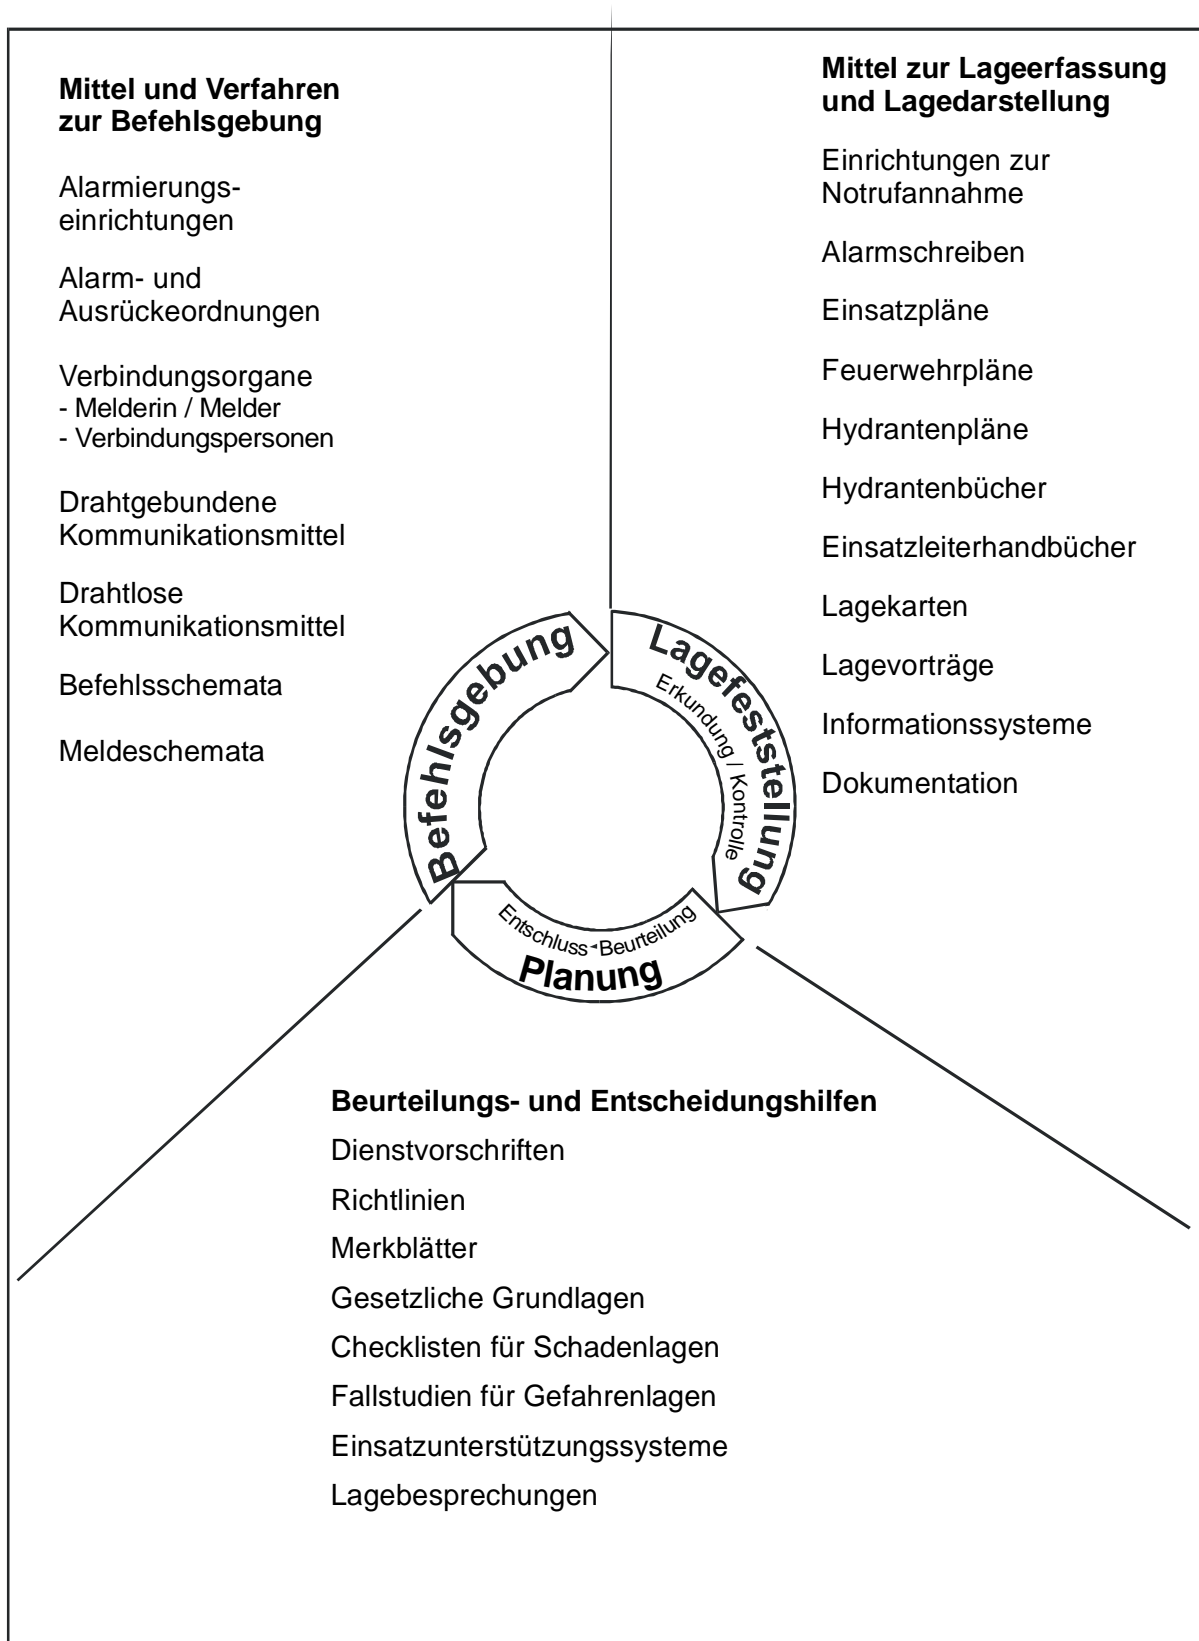 Mittel und Verfahren
zur Befehlsgebung
Alarmierungs-
einrichtungen
Alarm- und
Ausrückeordnungen
Verbindungsorgane
- Melderin / Melder
- Verbindungspersonen
Drahtgebundene
Kommunikationsmittel
Drahtlose
Kommunikationsmittel
Befehlsschemata
Meldeschemata
Mittel zur Lageerfassung
und Lagedarstellung
Einrichtungen zur
Notrufannahme
Alarmschreiben
Einsatzpläne
Feuerwehrpläne
Hydrantenpläne
Hydrantenbücher
Einsatzleiterhandbücher
Lagekarten
Lagevorträge
Informationssysteme
Dokumentation
Befehlsgebung
Lagefeststellung
Erkundung / Kontrolle
Entschluss Beurteilung
Planung
Beurteilungs- und Entscheidungshilfen
Dienstvorschriften
Richtlinien
Merkblätter
Gesetzliche Grundlagen
Checklisten für Schadenlagen
Fallstudien für Gefahrenlagen
Einsatzunterstützungssysteme
Lagebesprechungen